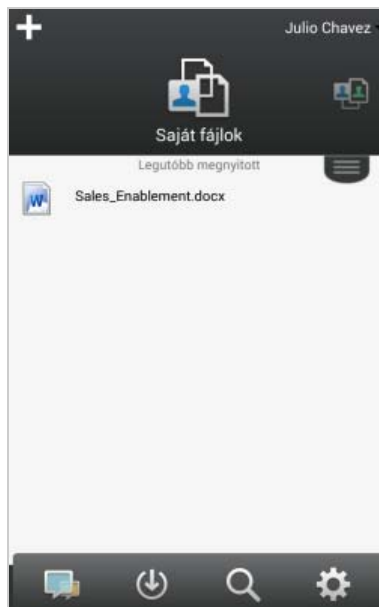 Julio Chavez
Saját fájlok
Legutóbb megnyitott
Sales_Enablement.docx